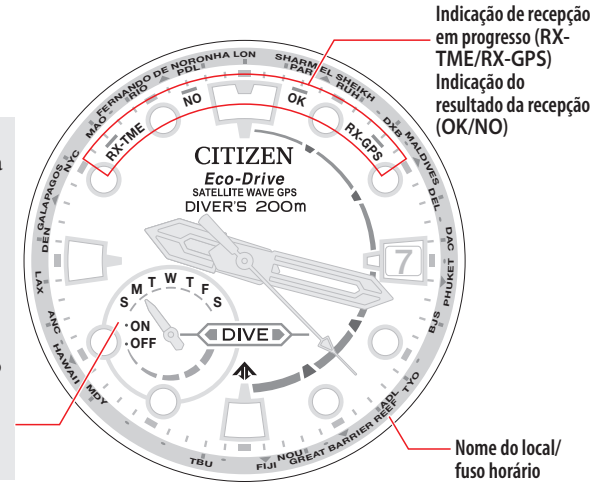 Indicação de recepção
em progresso (RX-
TME/RX-GPS)
Indicação do
resultado da recepção
(OK/NO)
FERNANDO DE NORONHA
LON
SHARM EL SHEIKH
PAR
RUH
DXB
MALDIVES
DEL
DAC
PHUKET
BJS
TYO
ADL
GREAT BARRIER REEF
NOU
FIJI
TBU
MDY
HAWAII
ANC
LAX
DEN
GALAPAGOS
NYC
MAO
RIO
PDL
RX-TME
NO
OK
RX-GPS
CITIZEN
Eco-Drive
SATELLITE WAVE GPS
DIVER'S 200m
7
S M T W T F S
ON
OFF
DIVE
Nome do local/
fuso horário
a
o